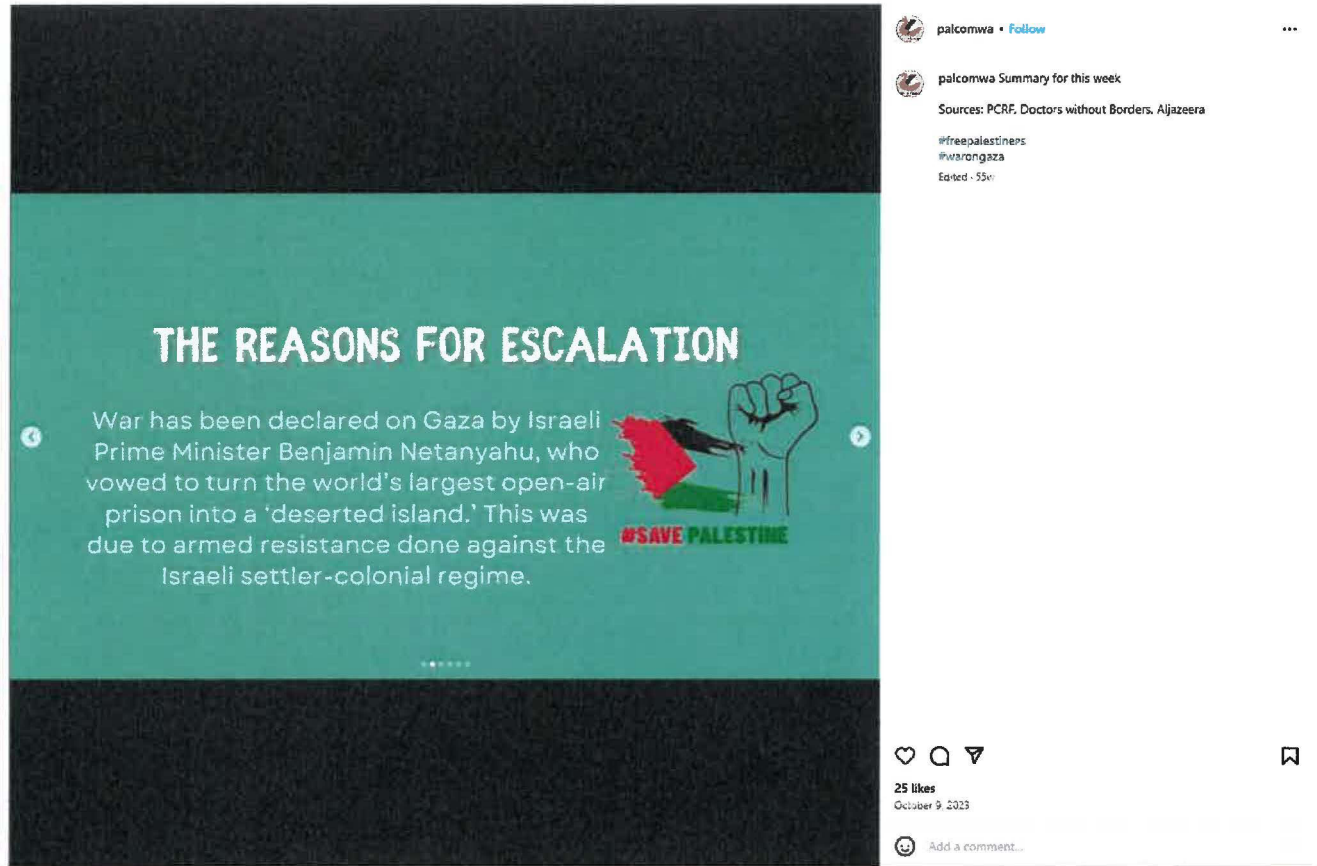 THE REASONS FOR ESCALATION
War has been declared on Gaza by Israeli
Prime Minister Benjamin Netanyahu, who
vowed to turn the world's largest open-air
prison into a 'deserted island.' This was
due to armed resistance done against the
Israeli settler-colonial regime.
#SAVE PALESTINE
palcomwa • Follow
palcomwa Summary for this week
Sources: PCRF, Doctors without Borders, Aljazeera
#freepalestine🇵🇸
#warongaza
Edited · 55w
25 likes
October 9, 2023
Add a comment...